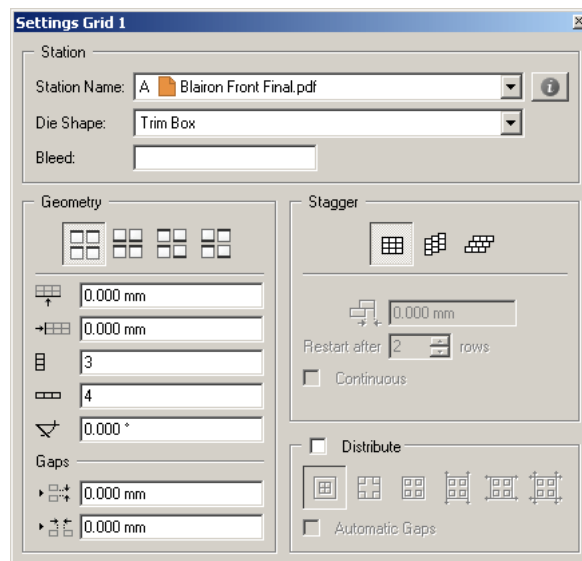 Settings Grid 1
Station
Station Name: A Blairon Front Final.pdf
Die Shape: Trim Box
Bleed:
Geometry
0.000 mm
0.000 mm
3
4
0.000 °
Gaps
0.000 mm
0.000 mm
Stagger
0.000 mm
Restart after 2 rows
Continuous
Distribute
Automatic Gaps